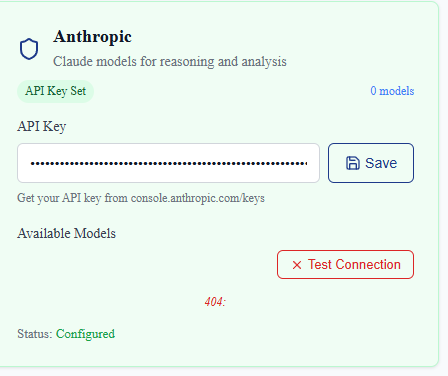 Anthropic
Claude models for reasoning and analysis
API Key Set
0 models
API Key
••••••••••••••••••••••••••••••••••••••••••••••••••••••••
Save
Get your API key from console.anthropic.com/keys
Available Models
Test Connection
404:
Status: Configured